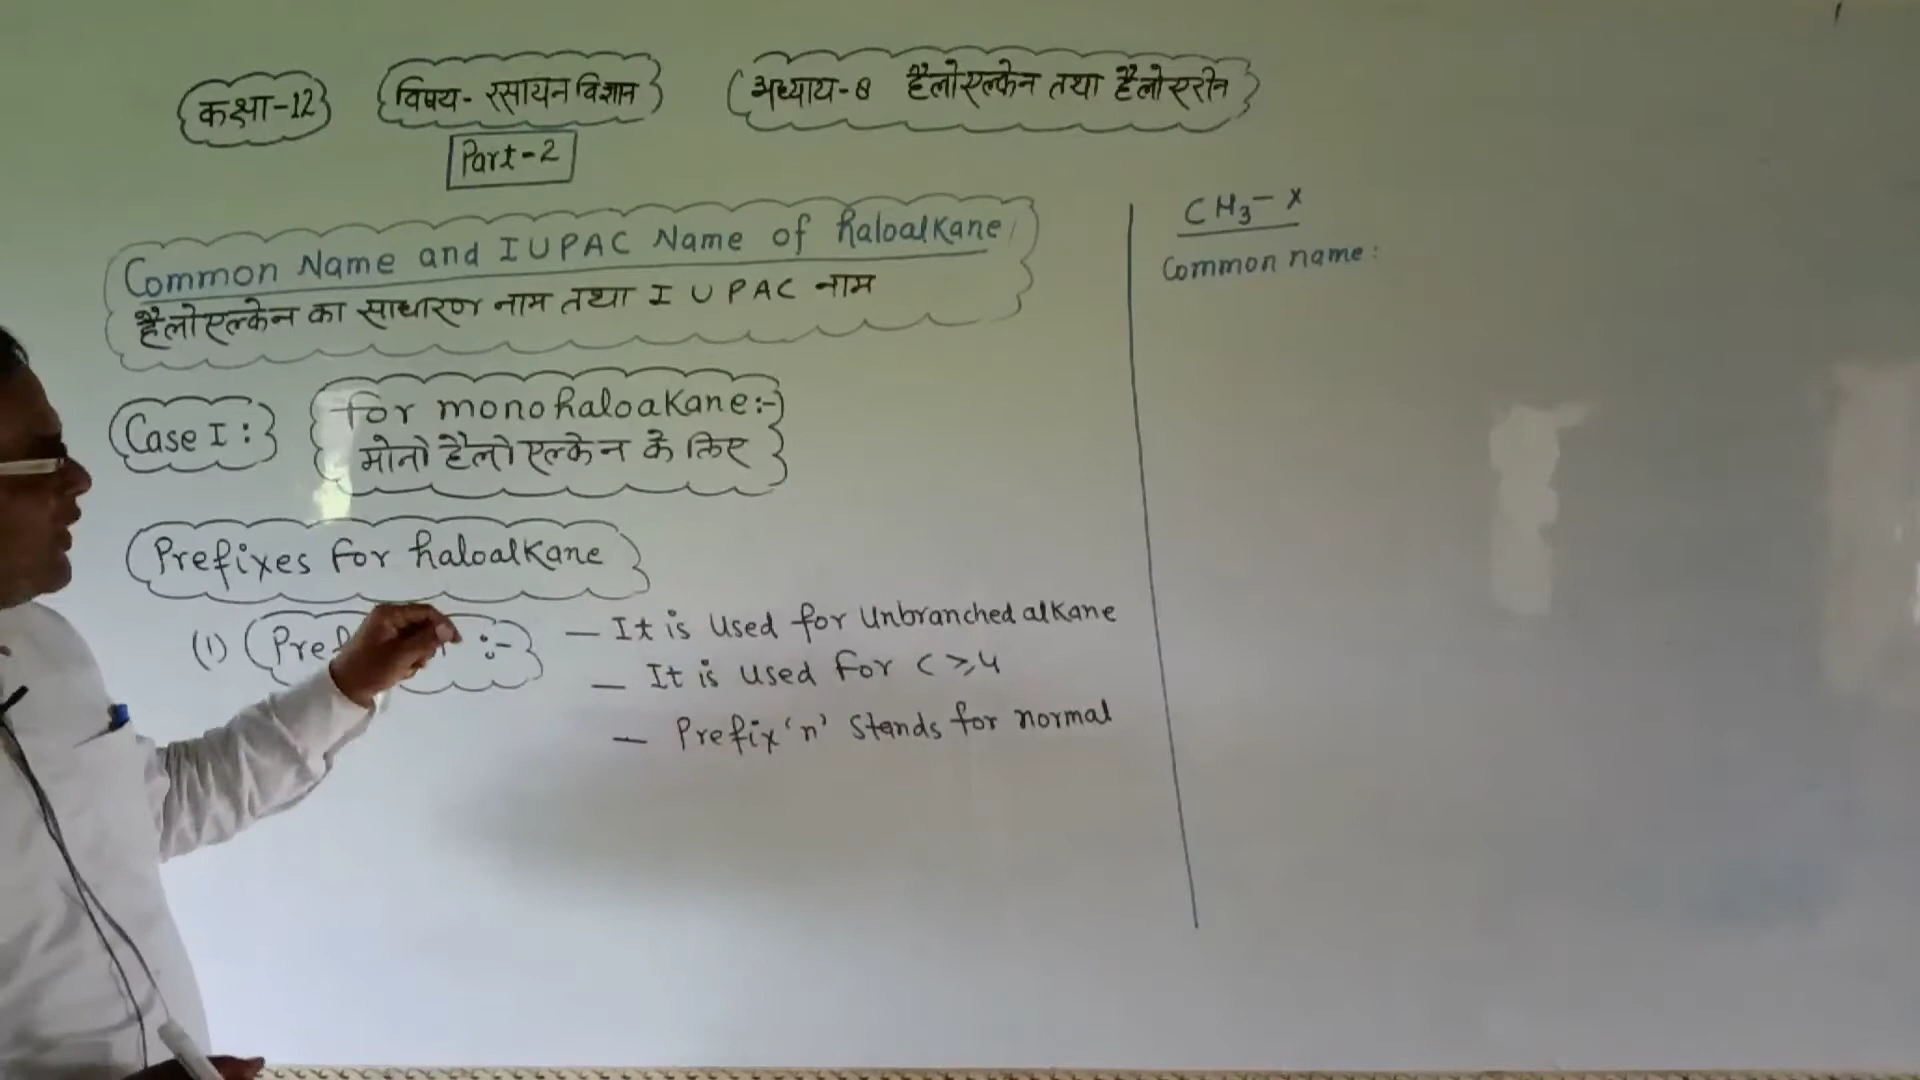 कक्षा-12
विषय- रसायन विज्ञान
अध्याय-8 हैलोएल्केन तथा हैलोएरीन
Part-2
Common Name and IUPAC Name of haloalkane
हैलोएल्केन का साधारण नाम तथा IUPAC नाम
Case I:
for monohaloakane:-
मोनो हैलो एल्केन के लिए
Prefixes for haloalkane
(1)
:-
- It is used for Unbranched alkane
- It is used for C ≥ 4
- Prefix 'n' Stands for normal
CH3-X
Common name: